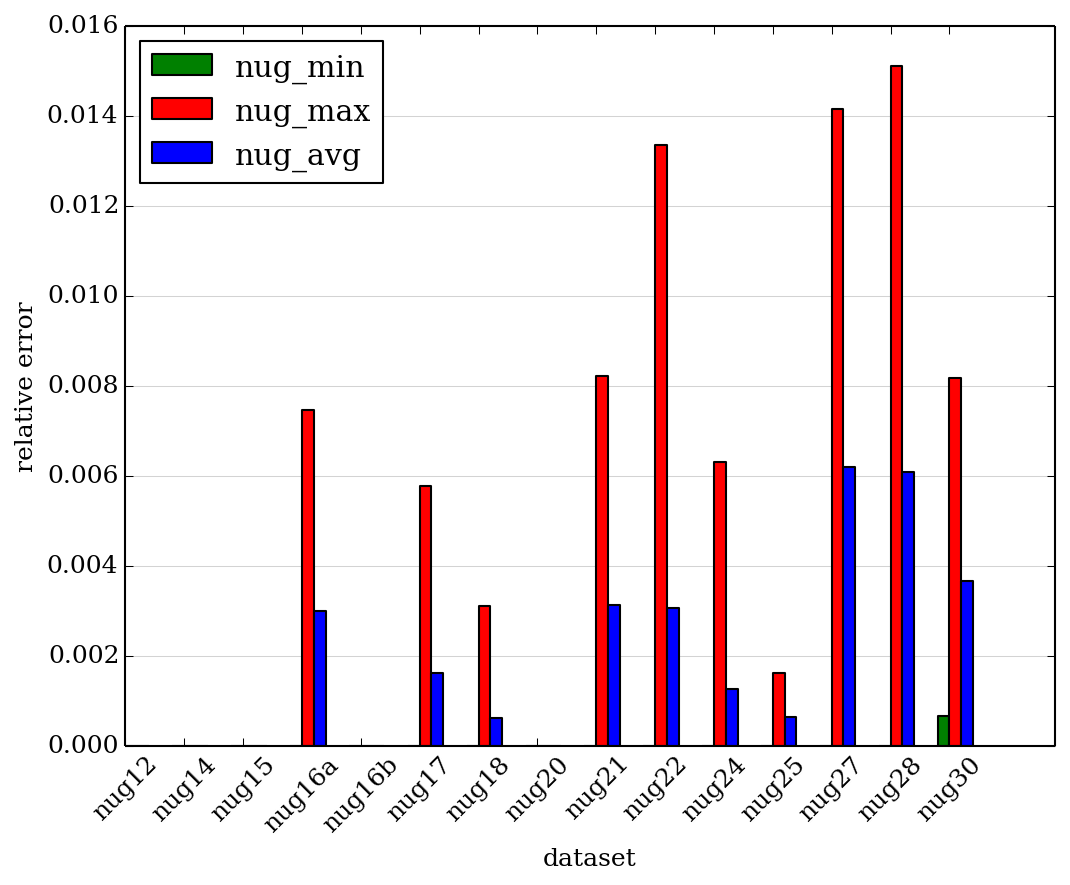 0.016
0.014
0.012
0.010
0.008
0.006
0.004
0.002
0.000
relative error
nug_min
nug_max
nug_avg
nug12
nug14
nug15
nug16a
nug16b
nug17
nug18
nug20
nug21
nug22
nug24
nug25
nug27
nug28
nug30
dataset